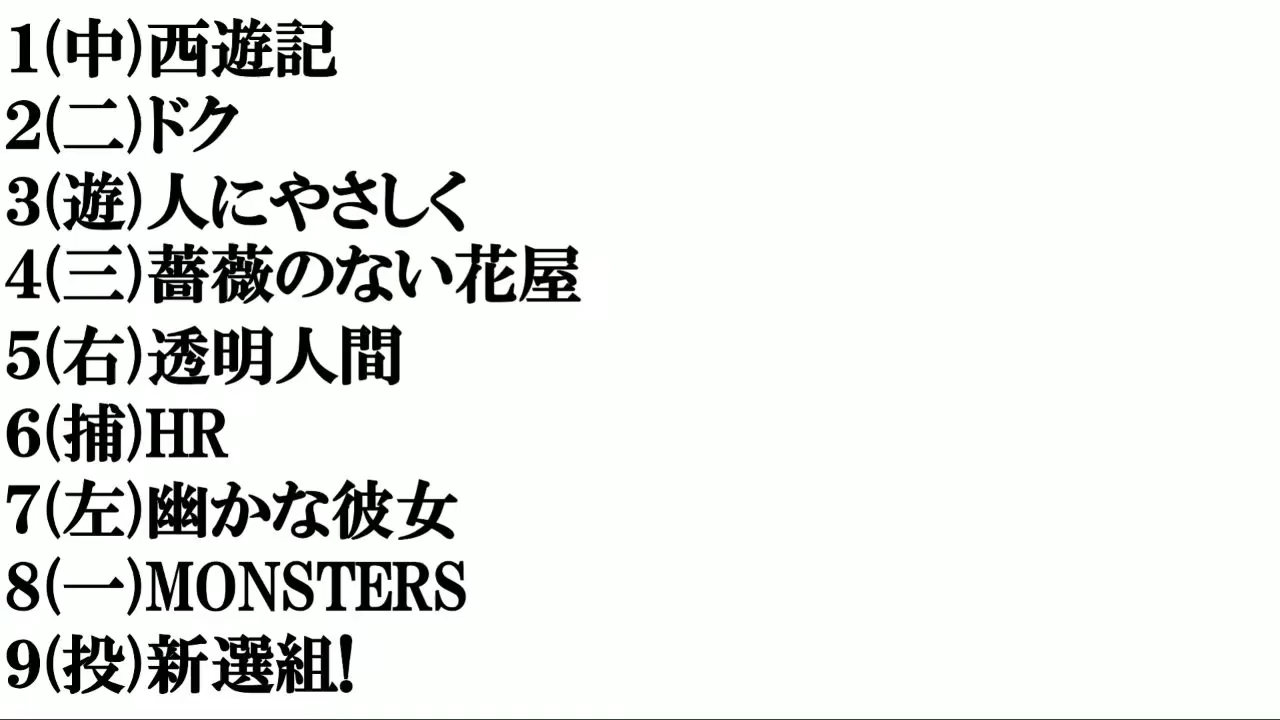 1(中)西遊記
2(二)ドク
3(遊)人にやさしく
4(三)薔薇のない花屋
5(右)透明人間
6(捕)HR
7(左)幽かな彼女
8(一)MONSTERS
9(投)新選組!